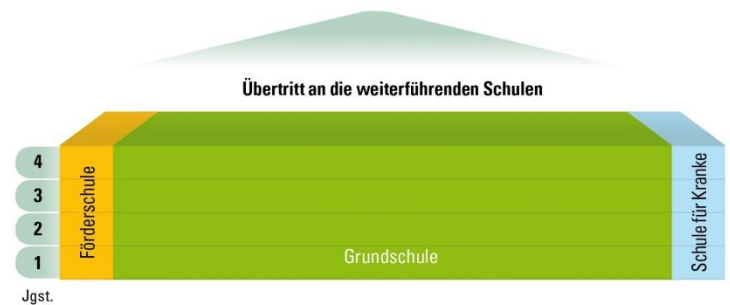 Übertritt an die weiterführenden Schulen
4
3
2
1
Jgst.
Förderschule
Grundschule
Schule für Kranke